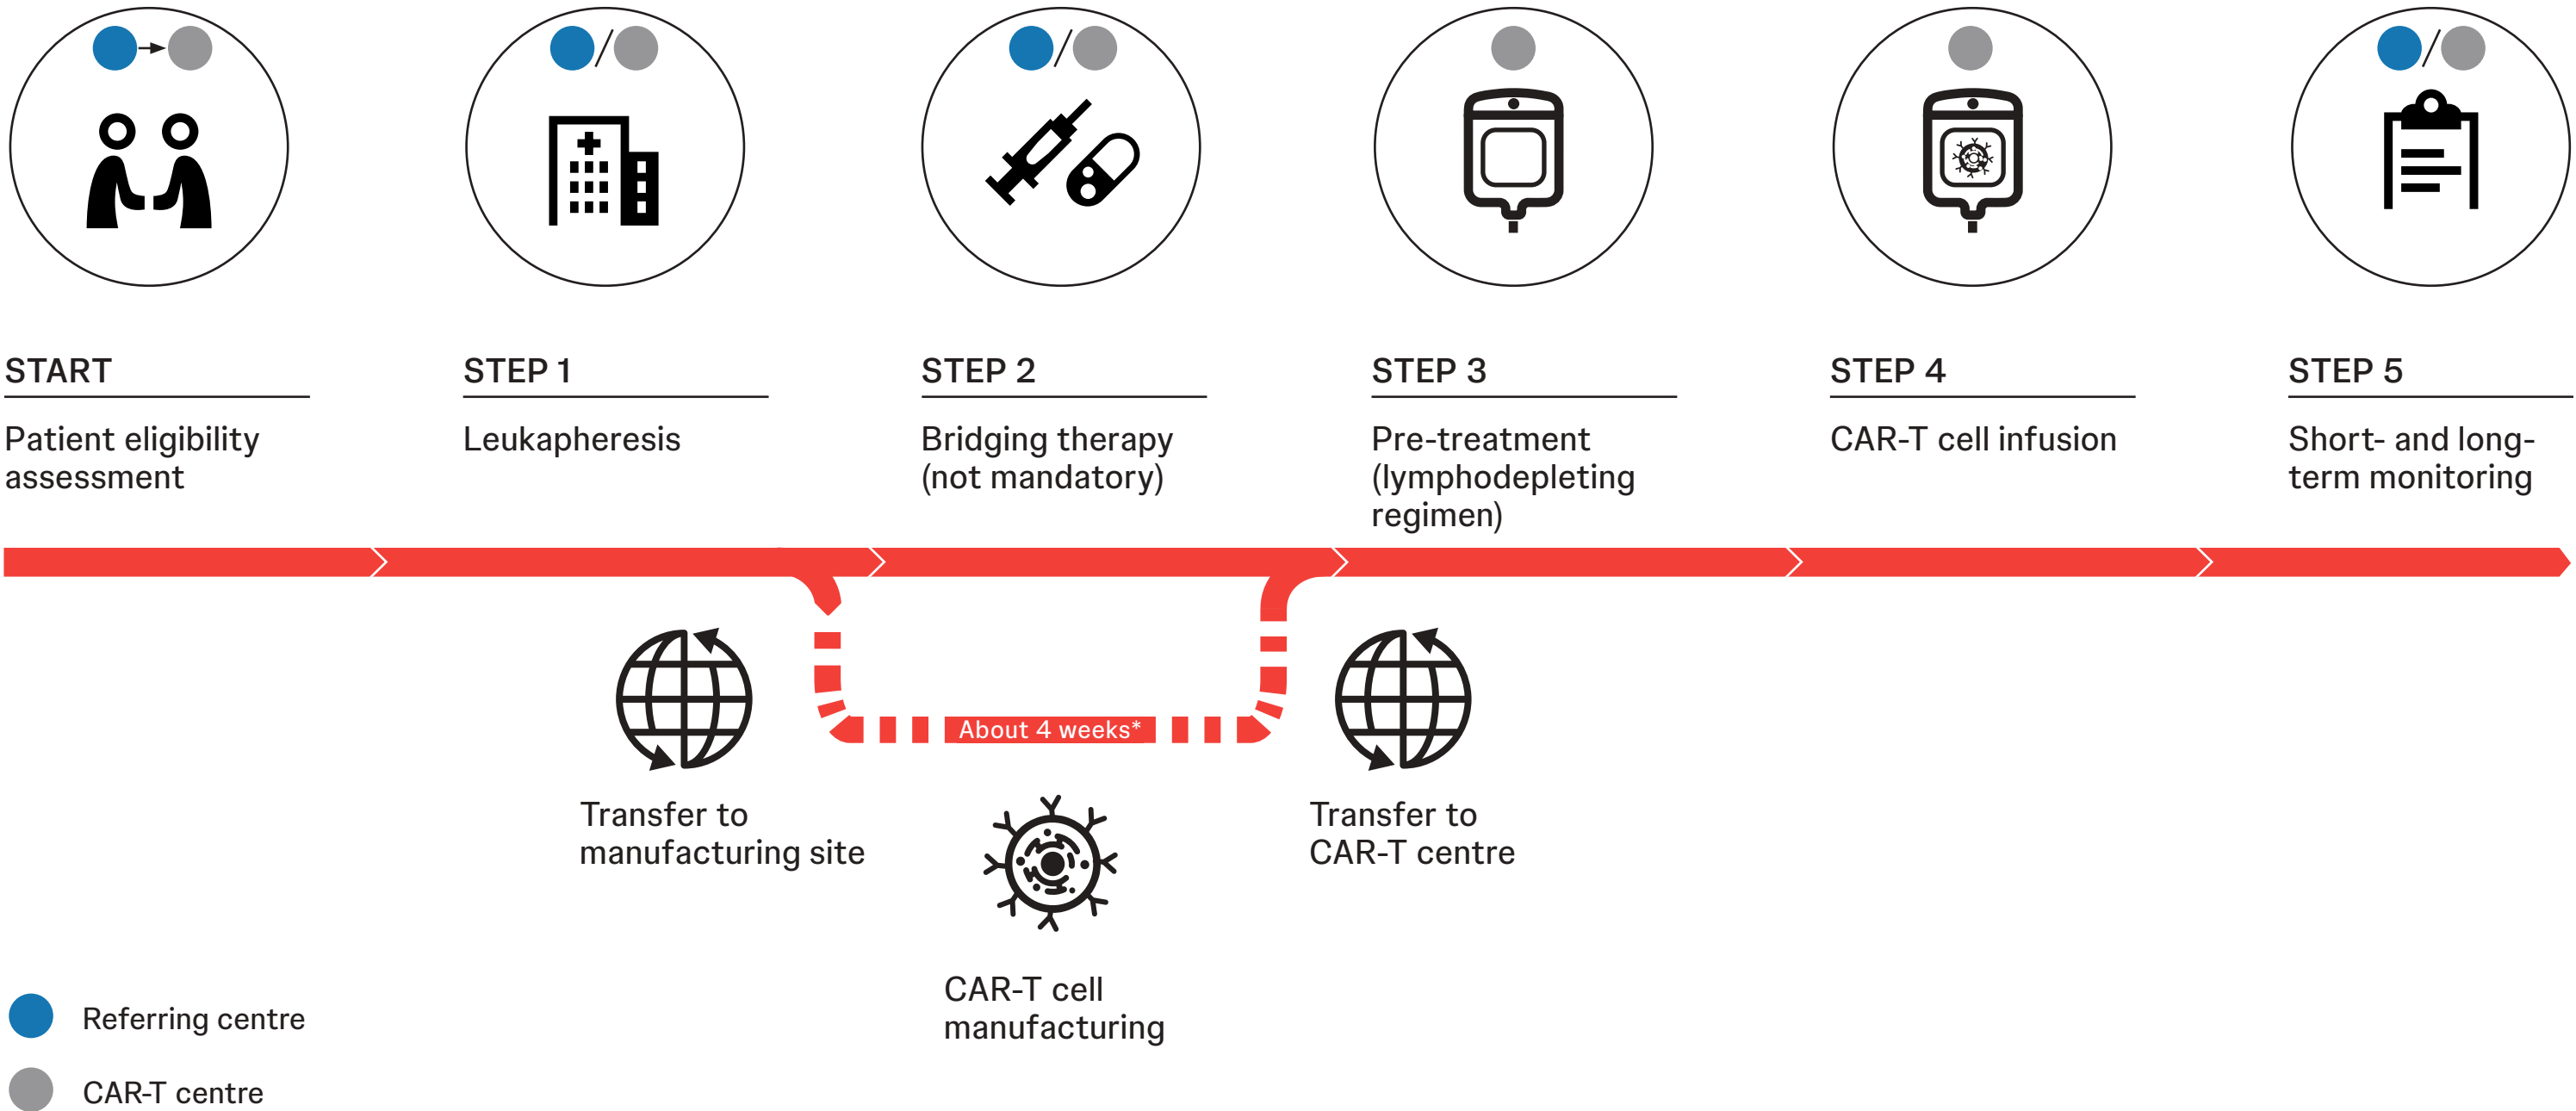 START
Patient eligibility
assessment
STEP 1
Leukapheresis
STEP 2
Bridging therapy
(not mandatory)
STEP 3
Pre-treatment
(lymphodepleting
regimen)
STEP 4
CAR-T cell infusion
STEP 5
Short- and long-
term monitoring
About 4 weeks*
Transfer to
manufacturing site
CAR-T cell
manufacturing
Transfer to
CAR-T centre
Referring centre
CAR-T centre